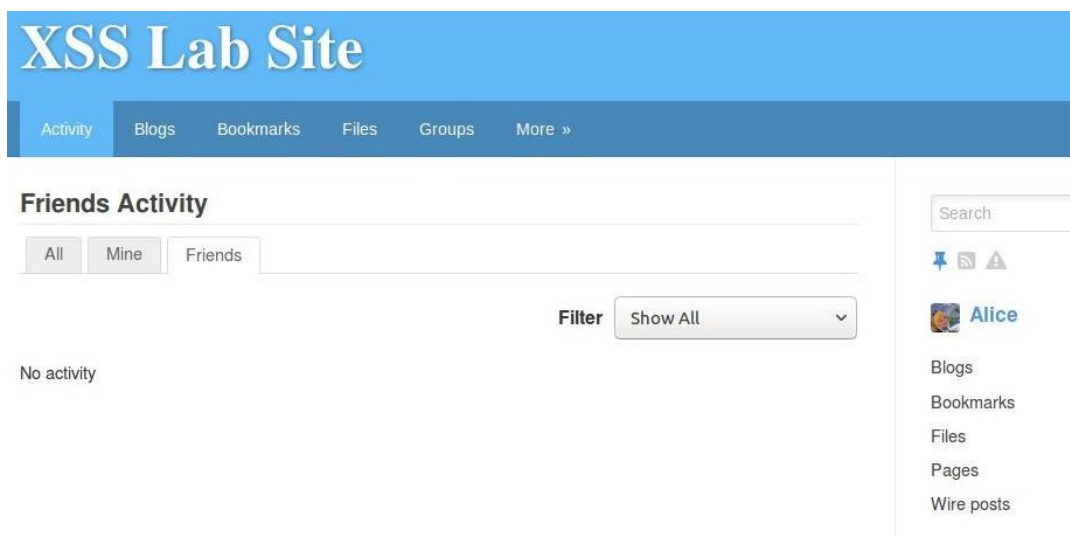 XSS Lab Site
Activity Blogs Bookmarks Files Groups More »
Friends Activity
All Mine Friends
Filter Show All
No activity
Search
Alice
Blogs
Bookmarks
Files
Pages
Wire posts